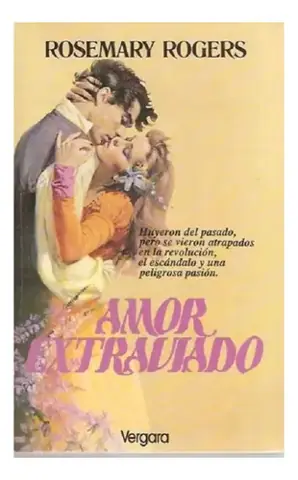 ROSEMARY ROGERS
Huyeron del pasado,
pero se vieron atrapados
en la revolución,
el escándalo y una
peligrosa pasión.
AMOR
EXTRAVIADO
Vergara